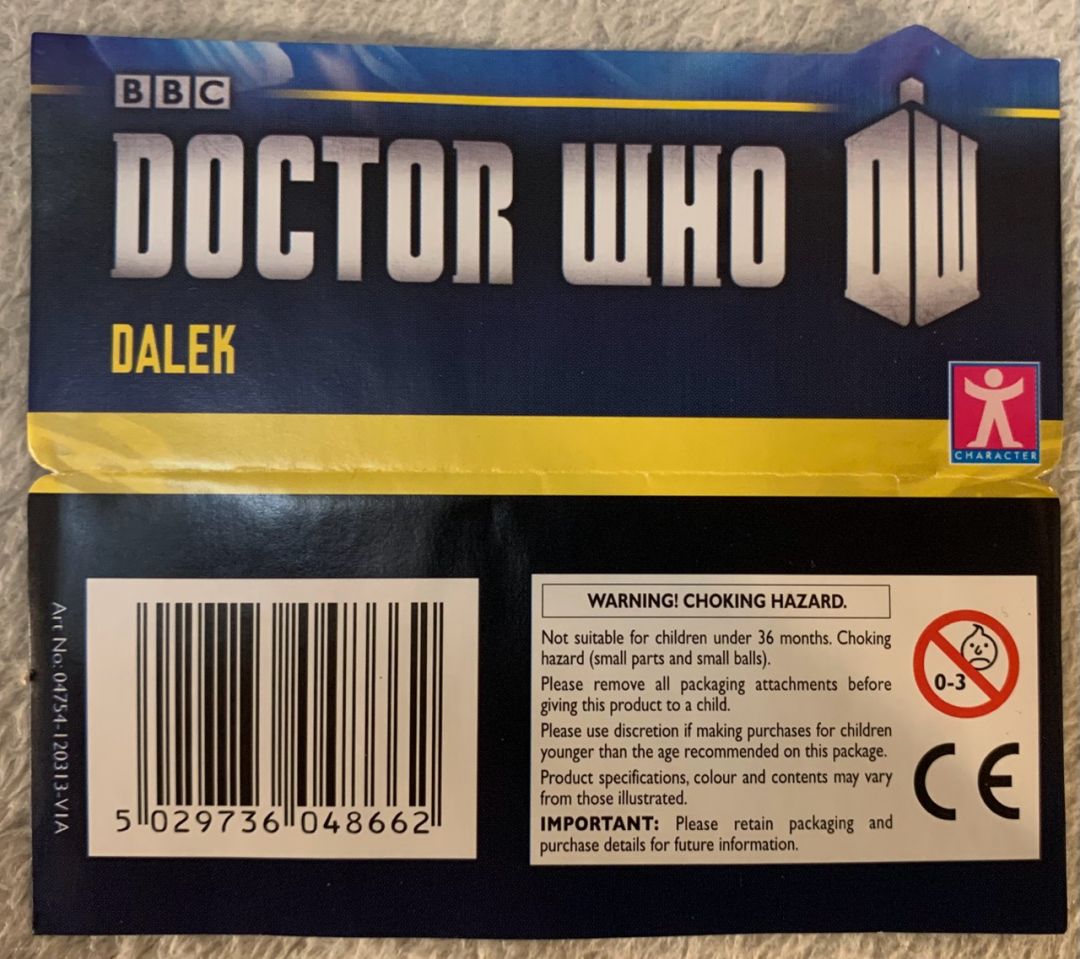 BBC
DOCTOR WHO
DW
DALEK
CHARACTER
Art No: 04754-120313-VIA
5 029736 048662
WARNING! CHOKING HAZARD.
Not suitable for children under 36 months. Choking
hazard (small parts and small balls).
Please remove all packaging attachments before
giving this product to a child.
Please use discretion if making purchases for children
younger than the age recommended on this package.
Product specifications, colour and contents may vary
from those illustrated.
IMPORTANT: Please retain packaging and
purchase details for future information.
0-3
CE